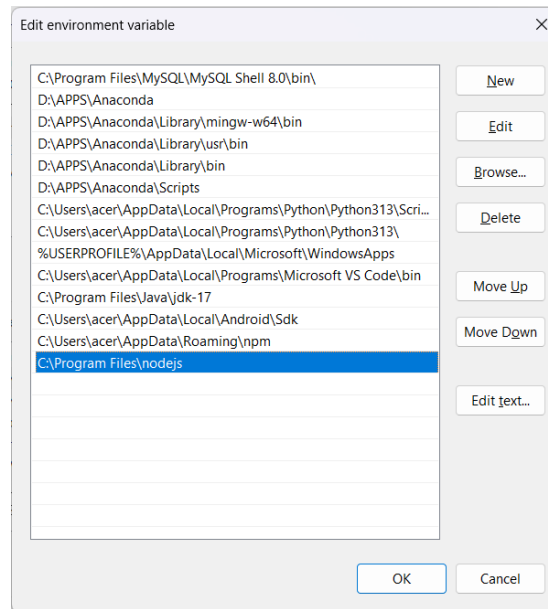 Edit environment variable
C:\Program Files\MySQL\MySQL Shell 8.0\bin\
D:\APPS\Anaconda
D:\APPS\Anaconda\Library\mingw-w64\bin
D:\APPS\Anaconda\Library\usr\bin
D:\APPS\Anaconda\Library\bin
D:\APPS\Anaconda\Scripts
C:\Users\acer\AppData\Local\Programs\Python\Python313\Scri...
C:\Users\acer\AppData\Local\Programs\Python\Python313\
%USERPROFILE%\AppData\Local\Microsoft\WindowsApps
C:\Users\acer\AppData\Local\Programs\Microsoft VS Code\bin
C:\Program Files\Java\jdk-17
C:\Users\acer\AppData\Local\Android\Sdk
C:\Users\acer\AppData\Roaming\npm
C:\Program Files\nodejs
New
Edit
Browse...
Delete
Move Up
Move Down
Edit text...
OK
Cancel